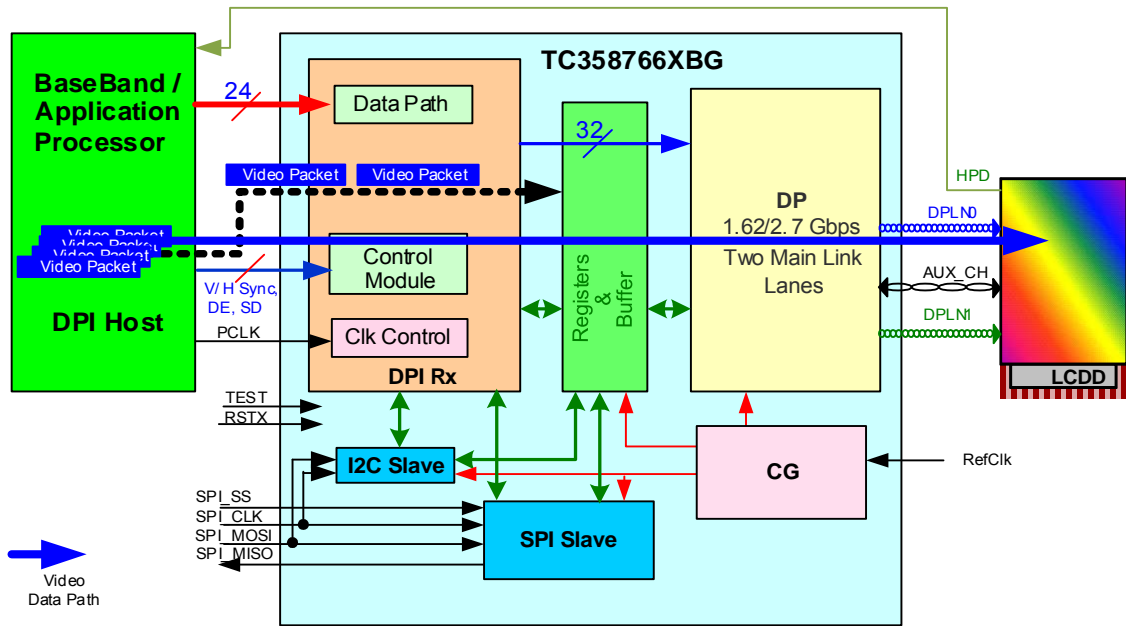 TC358766XBG
BaseBand /
Application
Processor
24
Data Path
32
Video Packet
Video Packet
HPD
DP
1.62/2.7 Gbps
Two Main Link
Lanes
DPLN0
Video Packet
Video Packet
Video Packet
Video Packet
Control
Module
Registers
&
Buffer
AUX_CH
V/ H Sync,
DE, SD
DPI Host
PCLK
Clk Control
DPI Rx
DPLN1
LCDD
TEST
RSTX
I2C Slave
CG
RefClk
SPI_SS
SPI_CLK
SPI_MOSI
SPI_MISO
SPI Slave
Video
Data Path